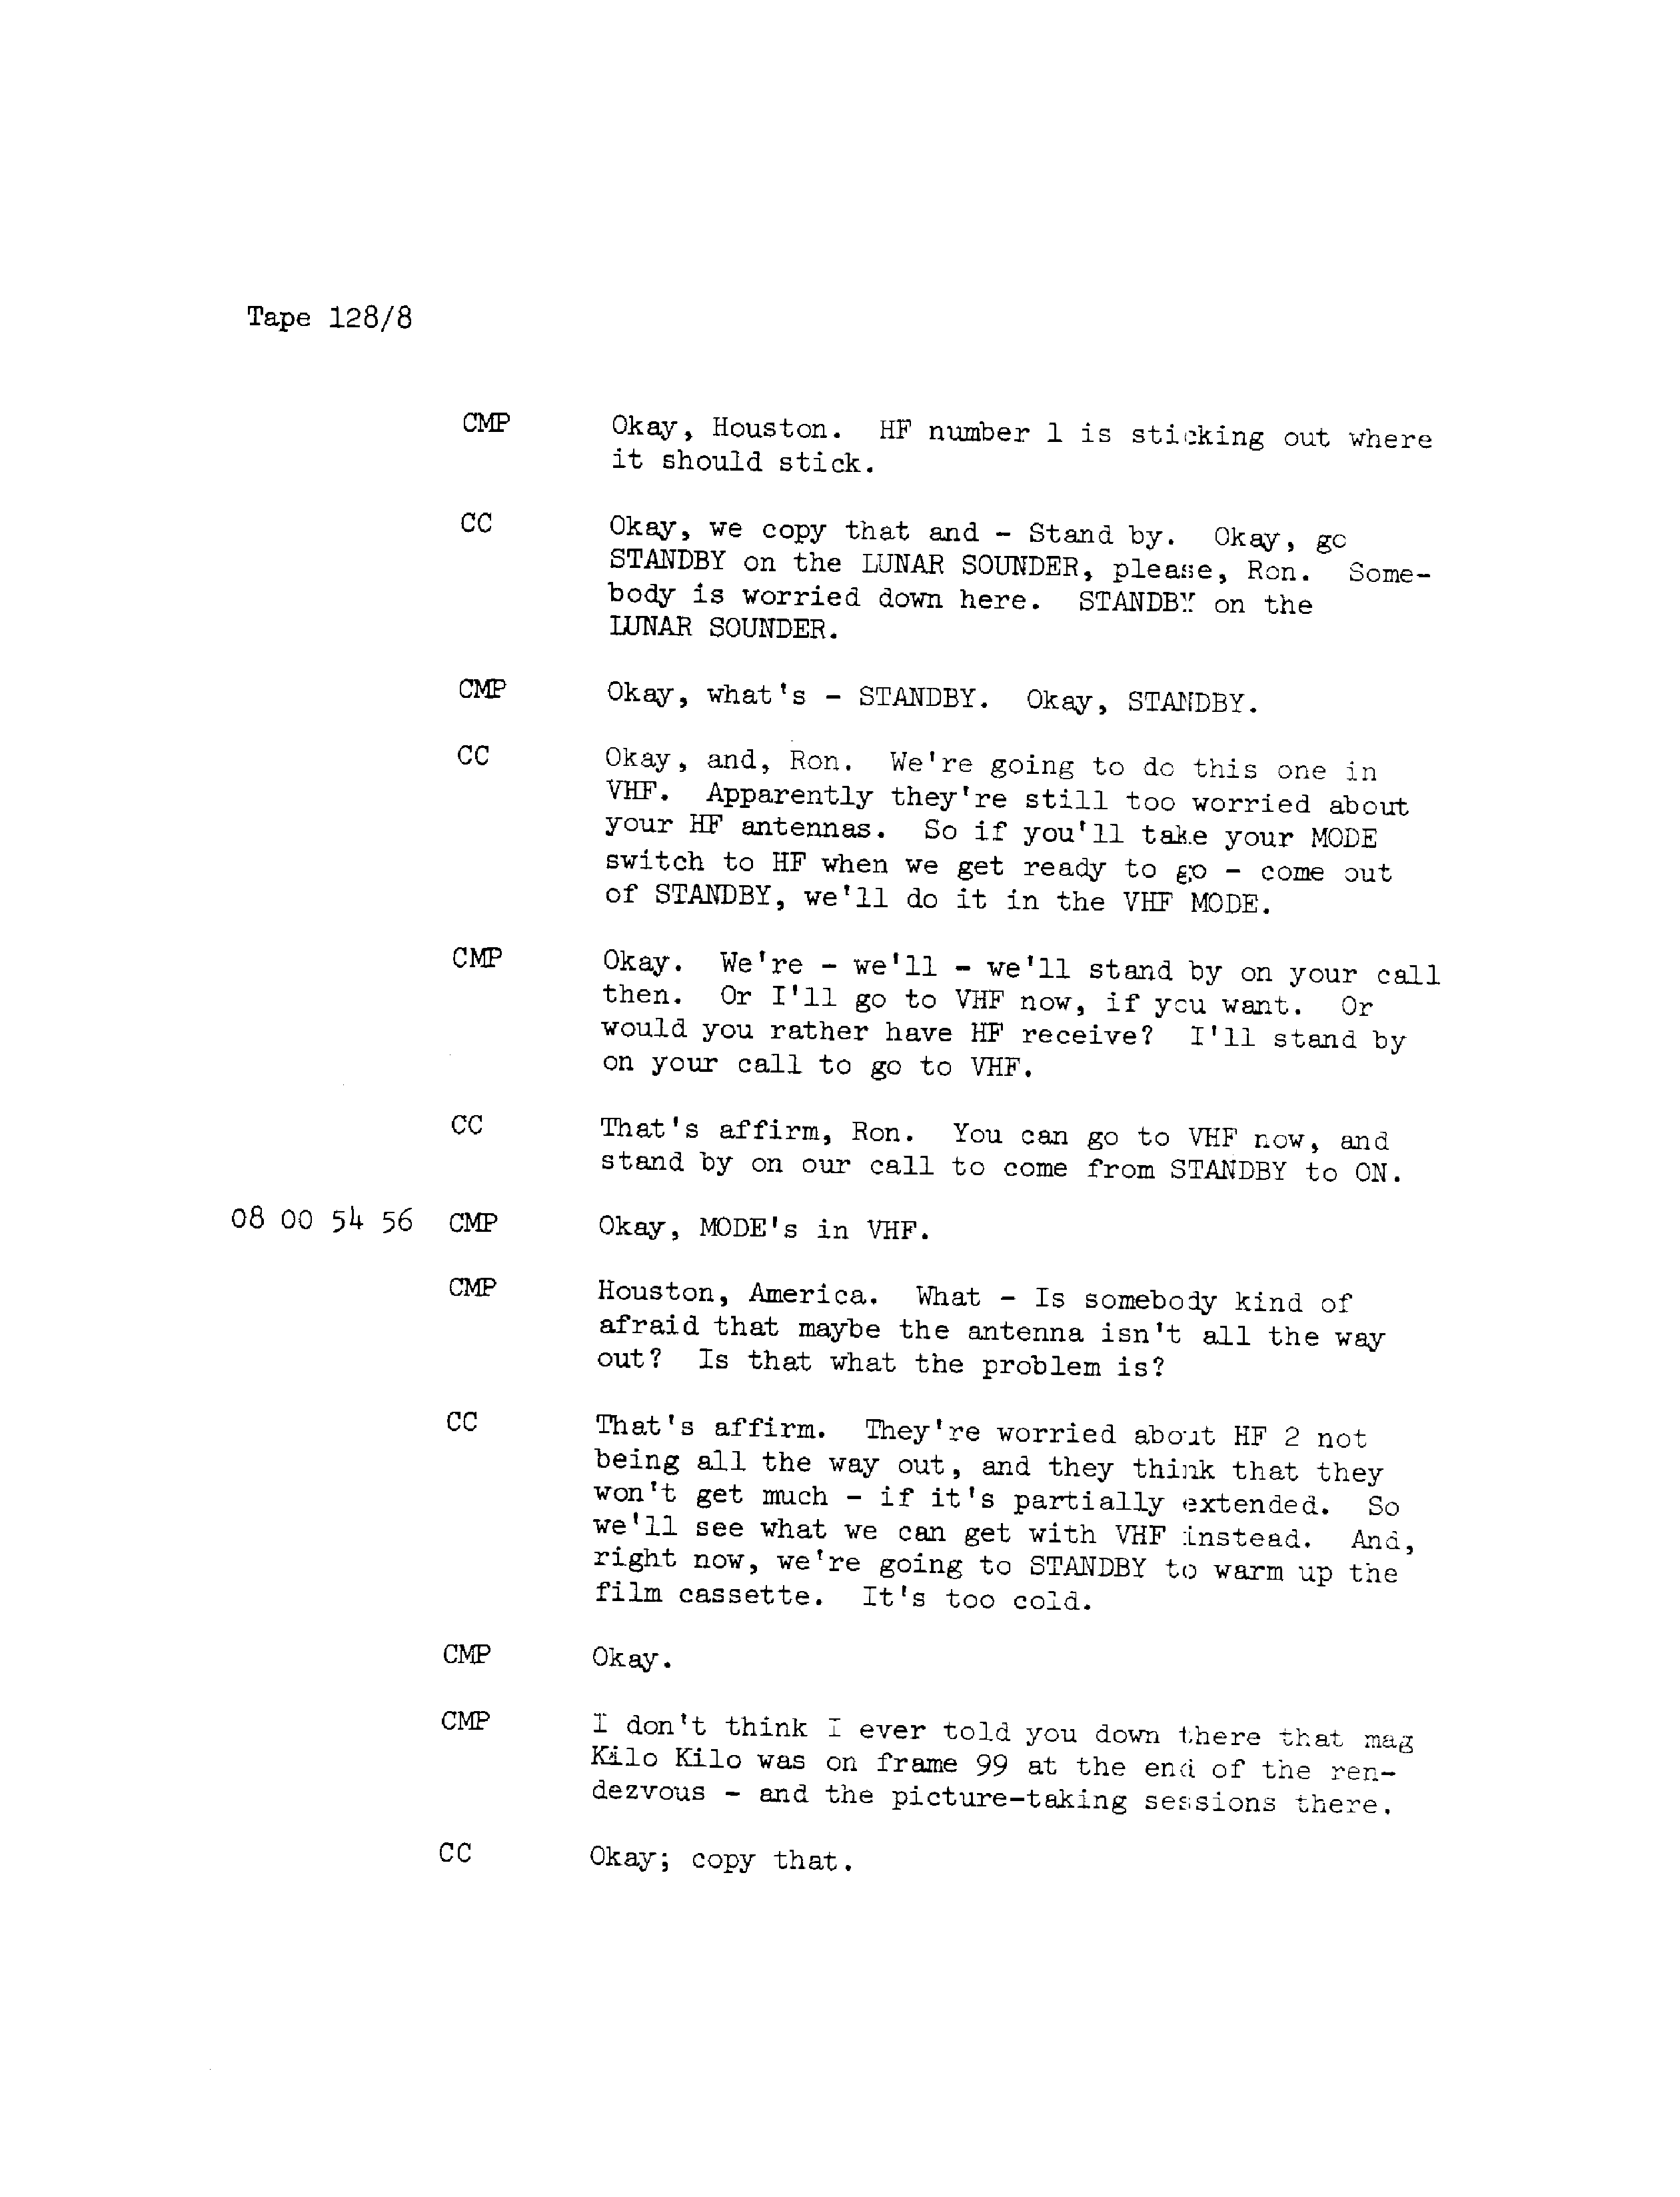 Tape 128/8
CMP Okay, Houston. HF number 1 is sticking out where
it should stick.
CC Okay, we copy that and - Stand by. Okay, go
STANDBY on the LUNAR SOUNDER, please, Ron. Some-
body is worried down here. STANDBY on the
LUNAR SOUNDER.
CMP Okay, what's - STANDBY. Okay, STANDBY.
CC Okay, and, Ron. We're going to do this one in
VHF. Apparently they're still too worried about
your HF antennas. So if you'll take your MODE
switch to HF when we get ready to go - come out
of STANDBY, we'll do it in the VHF MODE.
CMP Okay. We're - we'll - we'll stand by on your call
then. Or I'll go to VHF now, if you want. Or
would you rather have HF receive? I'll stand by
on your call to go to VHF.
CC That's affirm, Ron. You can go to VHF now, and
stand by on our call to come from STANDBY to ON.
08 00 54 56 CMP Okay, MODE's in VHF.
CMP Houston, America. What - Is somebody kind of
afraid that maybe the antenna isn't all the way
out? Is that what the problem is?
CC That's affirm. They're worried about HF 2 not
being all the way out, and they think that they
won't get much - if it's partially extended. So
we'll see what we can get with VHF instead. And,
right now, we're going to STANDBY to warm up the
film cassette. It's too cold.
CMP Okay.
CMP I don't think I ever told you down there that mag
Kilo Kilo was on frame 99 at the end of the ren-
dezvous - and the picture-taking sessions there.
CC Okay; copy that.